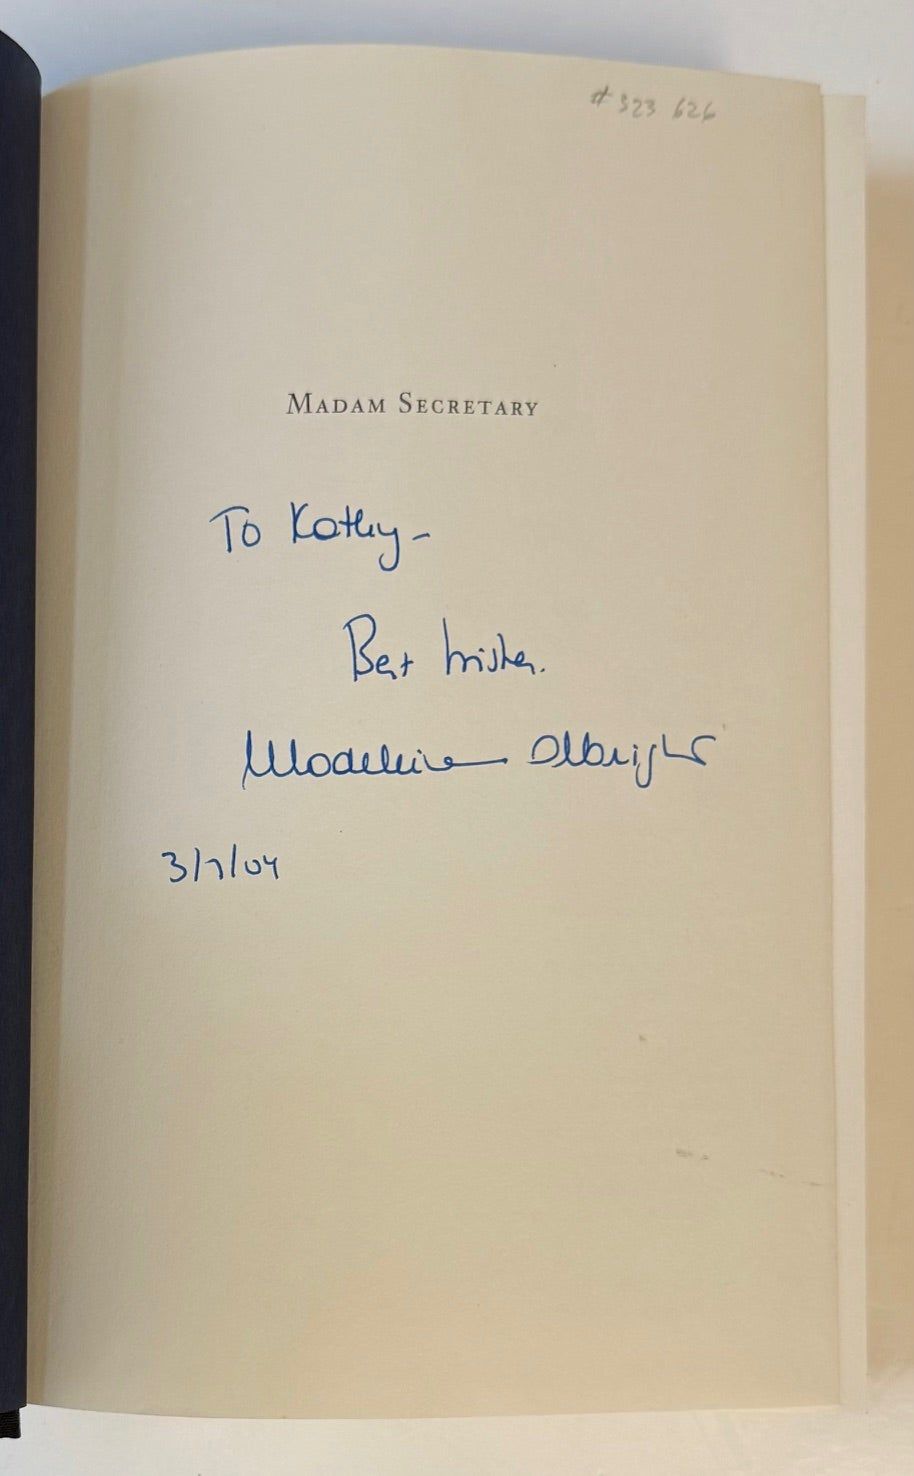 # 323 626
MADAM SECRETARY
To Kathy -
Best wishes.
Madeleine Albright
3/7/04